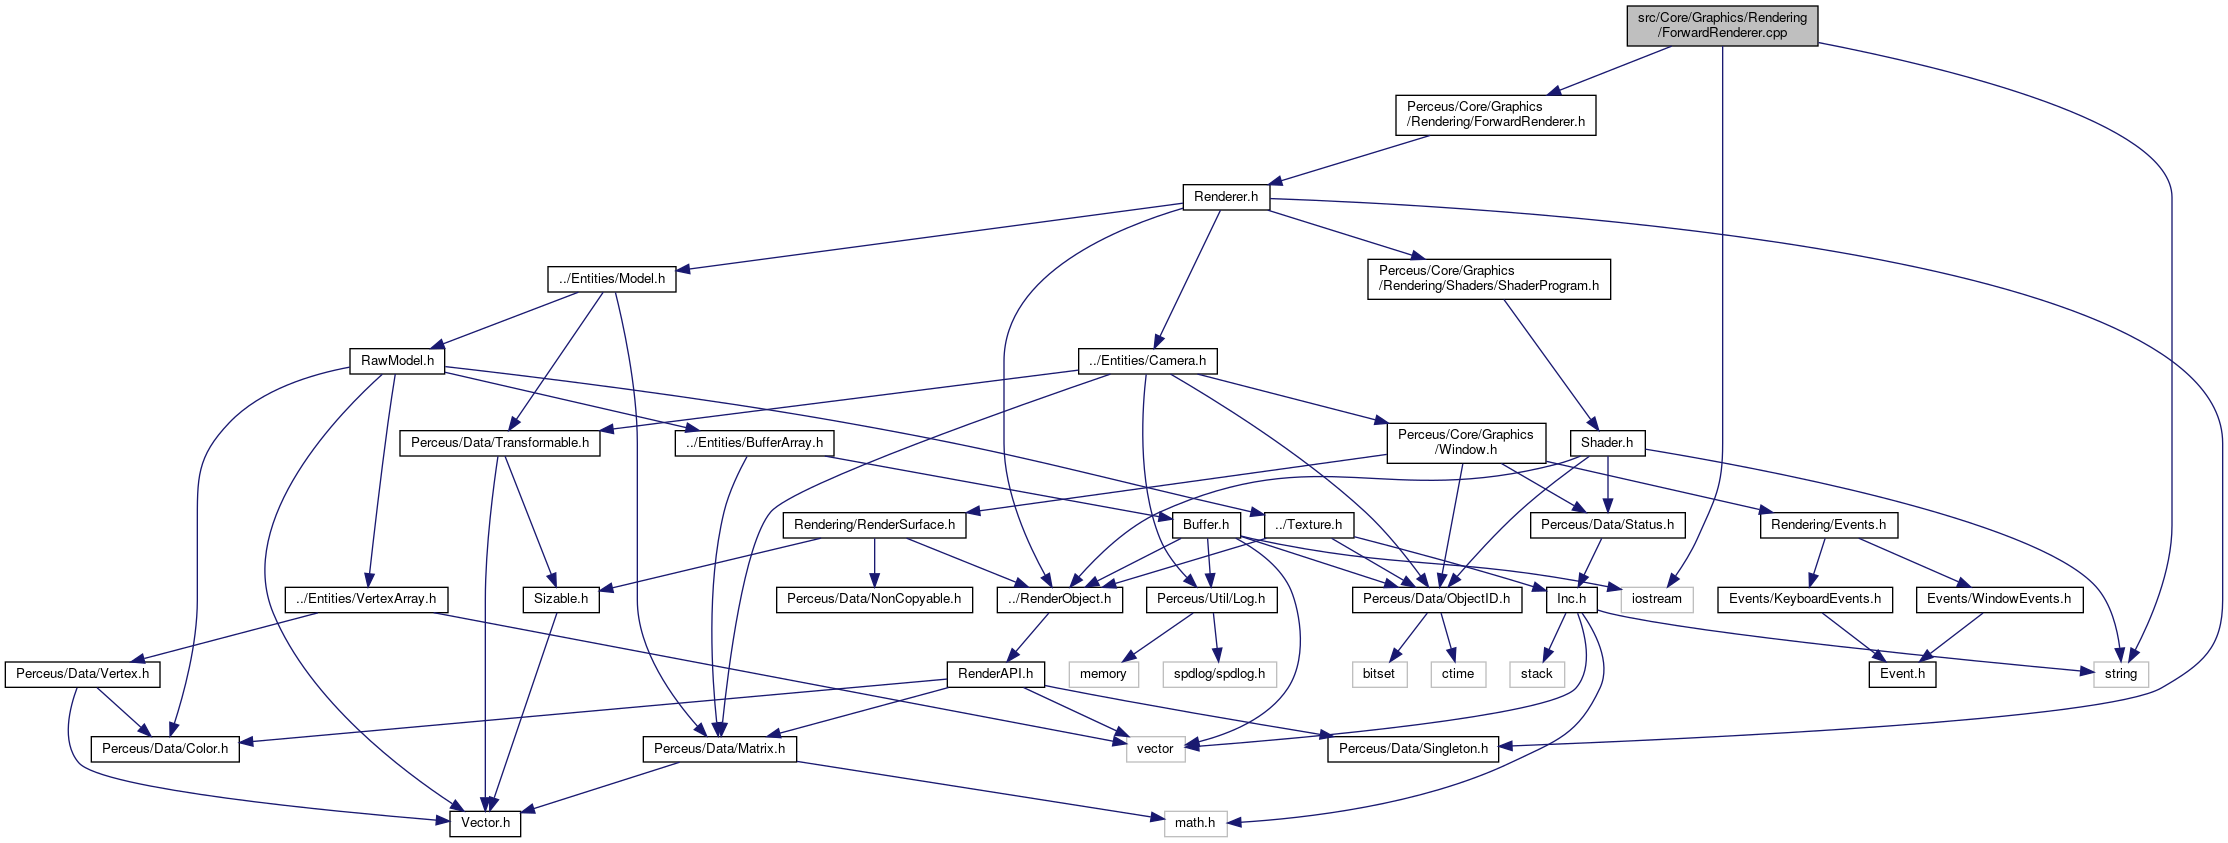 src/Core/Graphics/Rendering
/ForwardRenderer.cpp
Perceus/Core/Graphics
/Rendering/ForwardRenderer.h
Renderer.h
../Entities/Model.h
Perceus/Core/Graphics
/Rendering/Shaders/ShaderProgram.h
RawModel.h
../Entities/Camera.h
Perceus/Data/Transformable.h
../Entities/BufferArray.h
Perceus/Core/Graphics
/Window.h
Shader.h
Rendering/RenderSurface.h
Buffer.h
../Texture.h
Perceus/Data/Status.h
Rendering/Events.h
../Entities/VertexArray.h
Sizable.h
Perceus/Data/NonCopyable.h
../RenderObject.h
Perceus/Util/Log.h
Perceus/Data/ObjectID.h
Inc.h
iostream
Events/KeyboardEvents.h
Events/WindowEvents.h
Perceus/Data/Vertex.h
RenderAPI.h
memory
spdlog/spdlog.h
bitset
ctime
stack
Event.h
string
Perceus/Data/Color.h
Perceus/Data/Matrix.h
vector
Perceus/Data/Singleton.h
Vector.h
math.h